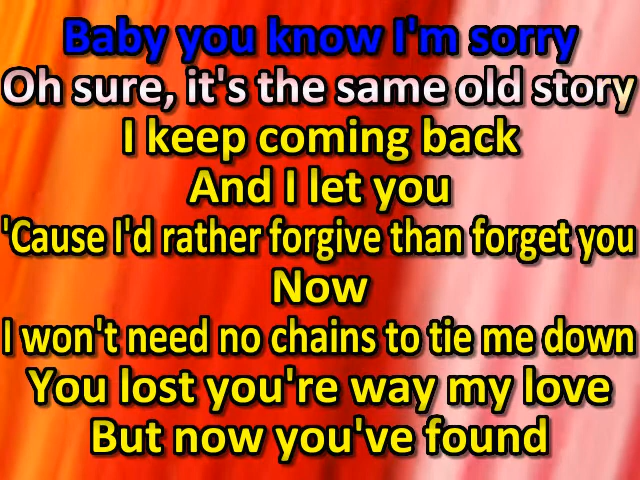 Baby you know I'm sorry
Oh sure, it's the same old story
I keep coming back
And I let you
'Cause I'd rather forgive than forget you
Now
I won't need no chains to tie me down
You lost you're way my love
But now you've found